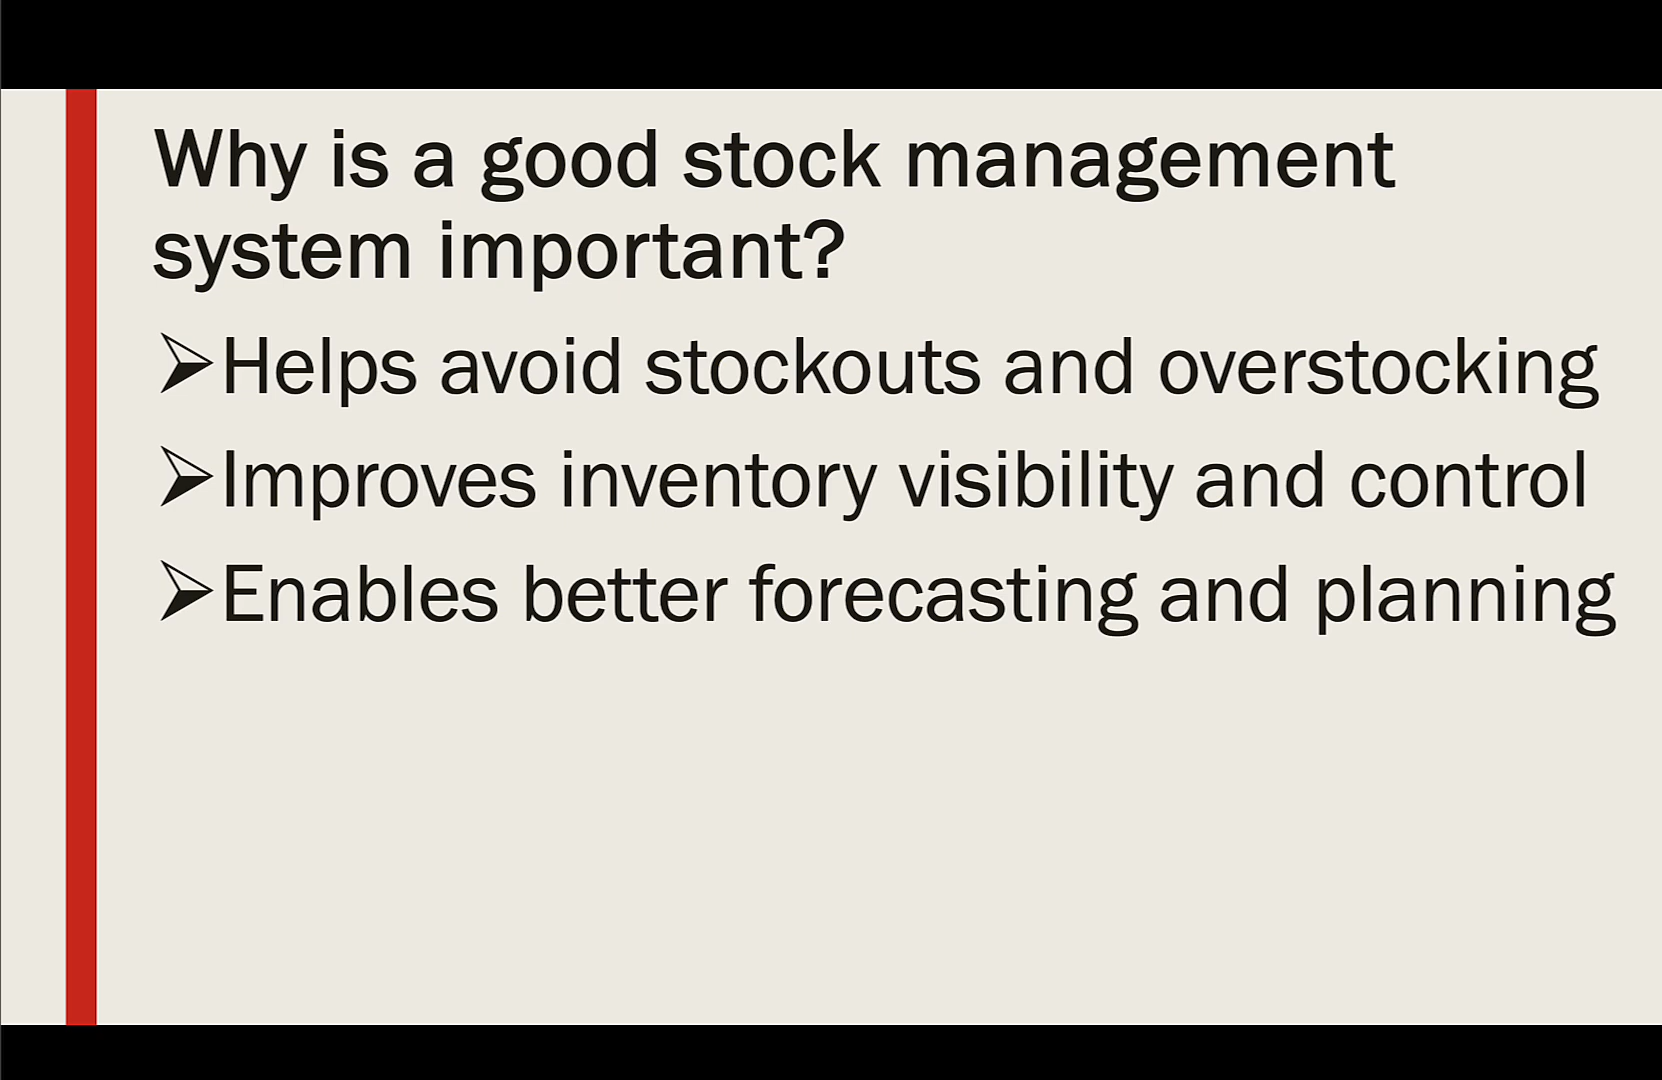 Why is a good stock management
system important?
➢Helps avoid stockouts and overstocking
➢Improves inventory visibility and control
➢Enables better forecasting and planning